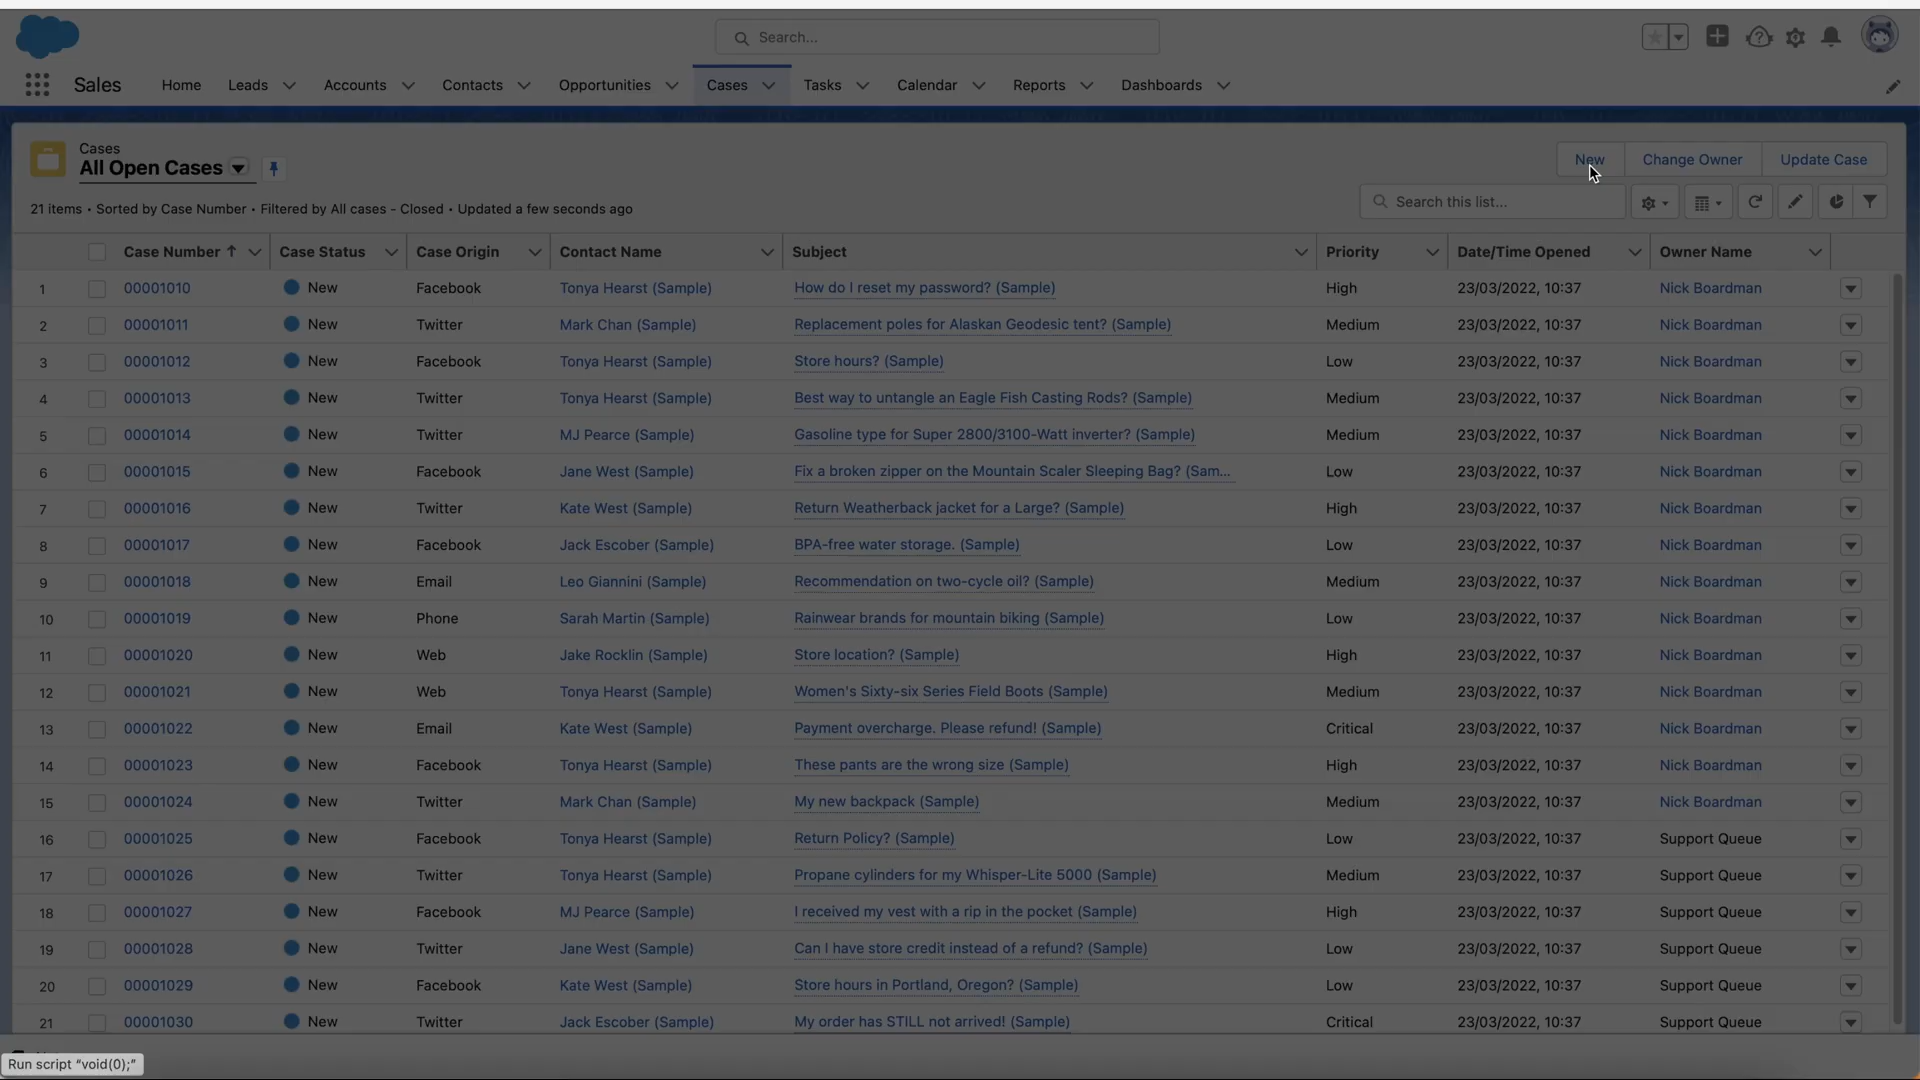 Search...
Sales Home Leads Accounts Contacts Opportunities Cases Tasks Calendar Reports Dashboards
Cases
All Open Cases
New Change Owner Update Case
21 items • Sorted by Case Number • Filtered by All cases - Closed • Updated a few seconds ago
Search this list...
Case Number Case Status Case Origin Contact Name Subject Priority Date/Time Opened Owner Name
1 00001010 New Facebook Tonya Hearst (Sample) How do I reset my password? (Sample) High 23/03/2022, 10:37 Nick Boardman
2 00001011 New Twitter Mark Chan (Sample) Replacement poles for Alaskan Geodesic tent? (Sample) Medium 23/03/2022, 10:37 Nick Boardman
3 00001012 New Facebook Tonya Hearst (Sample) Store hours? (Sample) Low 23/03/2022, 10:37 Nick Boardman
4 00001013 New Twitter Tonya Hearst (Sample) Best way to untangle an Eagle Fish Casting Rods? (Sample) Medium 23/03/2022, 10:37 Nick Boardman
5 00001014 New Twitter MJ Pearce (Sample) Gasoline type for Super 2800/3100-Watt inverter? (Sample) Medium 23/03/2022, 10:37 Nick Boardman
6 00001015 New Facebook Jane West (Sample) Fix a broken zipper on the Mountain Scaler Sleeping Bag? (Sam... Low 23/03/2022, 10:37 Nick Boardman
7 00001016 New Twitter Kate West (Sample) Return Weatherback jacket for a Large? (Sample) High 23/03/2022, 10:37 Nick Boardman
8 00001017 New Facebook Jack Escober (Sample) BPA-free water storage. (Sample) Low 23/03/2022, 10:37 Nick Boardman
9 00001018 New Email Leo Giannini (Sample) Recommendation on two-cycle oil? (Sample) Medium 23/03/2022, 10:37 Nick Boardman
10 00001019 New Phone Sarah Martin (Sample) Rainwear brands for mountain biking (Sample) Low 23/03/2022, 10:37 Nick Boardman
11 00001020 New Web Jake Rocklin (Sample) Store location? (Sample) High 23/03/2022, 10:37 Nick Boardman
12 00001021 New Web Tonya Hearst (Sample) Women's Sixty-six Series Field Boots (Sample) Medium 23/03/2022, 10:37 Nick Boardman
13 00001022 New Email Kate West (Sample) Payment overcharge. Please refund! (Sample) Critical 23/03/2022, 10:37 Nick Boardman
14 00001023 New Facebook Tonya Hearst (Sample) These pants are the wrong size (Sample) High 23/03/2022, 10:37 Nick Boardman
15 00001024 New Twitter Mark Chan (Sample) My new backpack (Sample) Medium 23/03/2022, 10:37 Nick Boardman
16 00001025 New Facebook Tonya Hearst (Sample) Return Policy? (Sample) Low 23/03/2022, 10:37 Support Queue
17 00001026 New Twitter Tonya Hearst (Sample) Propane cylinders for my Whisper-Lite 5000 (Sample) Medium 23/03/2022, 10:37 Support Queue
18 00001027 New Facebook MJ Pearce (Sample) I received my vest with a rip in the pocket (Sample) High 23/03/2022, 10:37 Support Queue
19 00001028 New Twitter Jane West (Sample) Can I have store credit instead of a refund? (Sample) Low 23/03/2022, 10:37 Support Queue
20 00001029 New Facebook Kate West (Sample) Store hours in Portland, Oregon? (Sample) Low 23/03/2022, 10:37 Support Queue
21 00001030 New Twitter Jack Escober (Sample) My order has STILL not arrived! (Sample) Critical 23/03/2022, 10:37 Support Queue
Run script “void(0);”